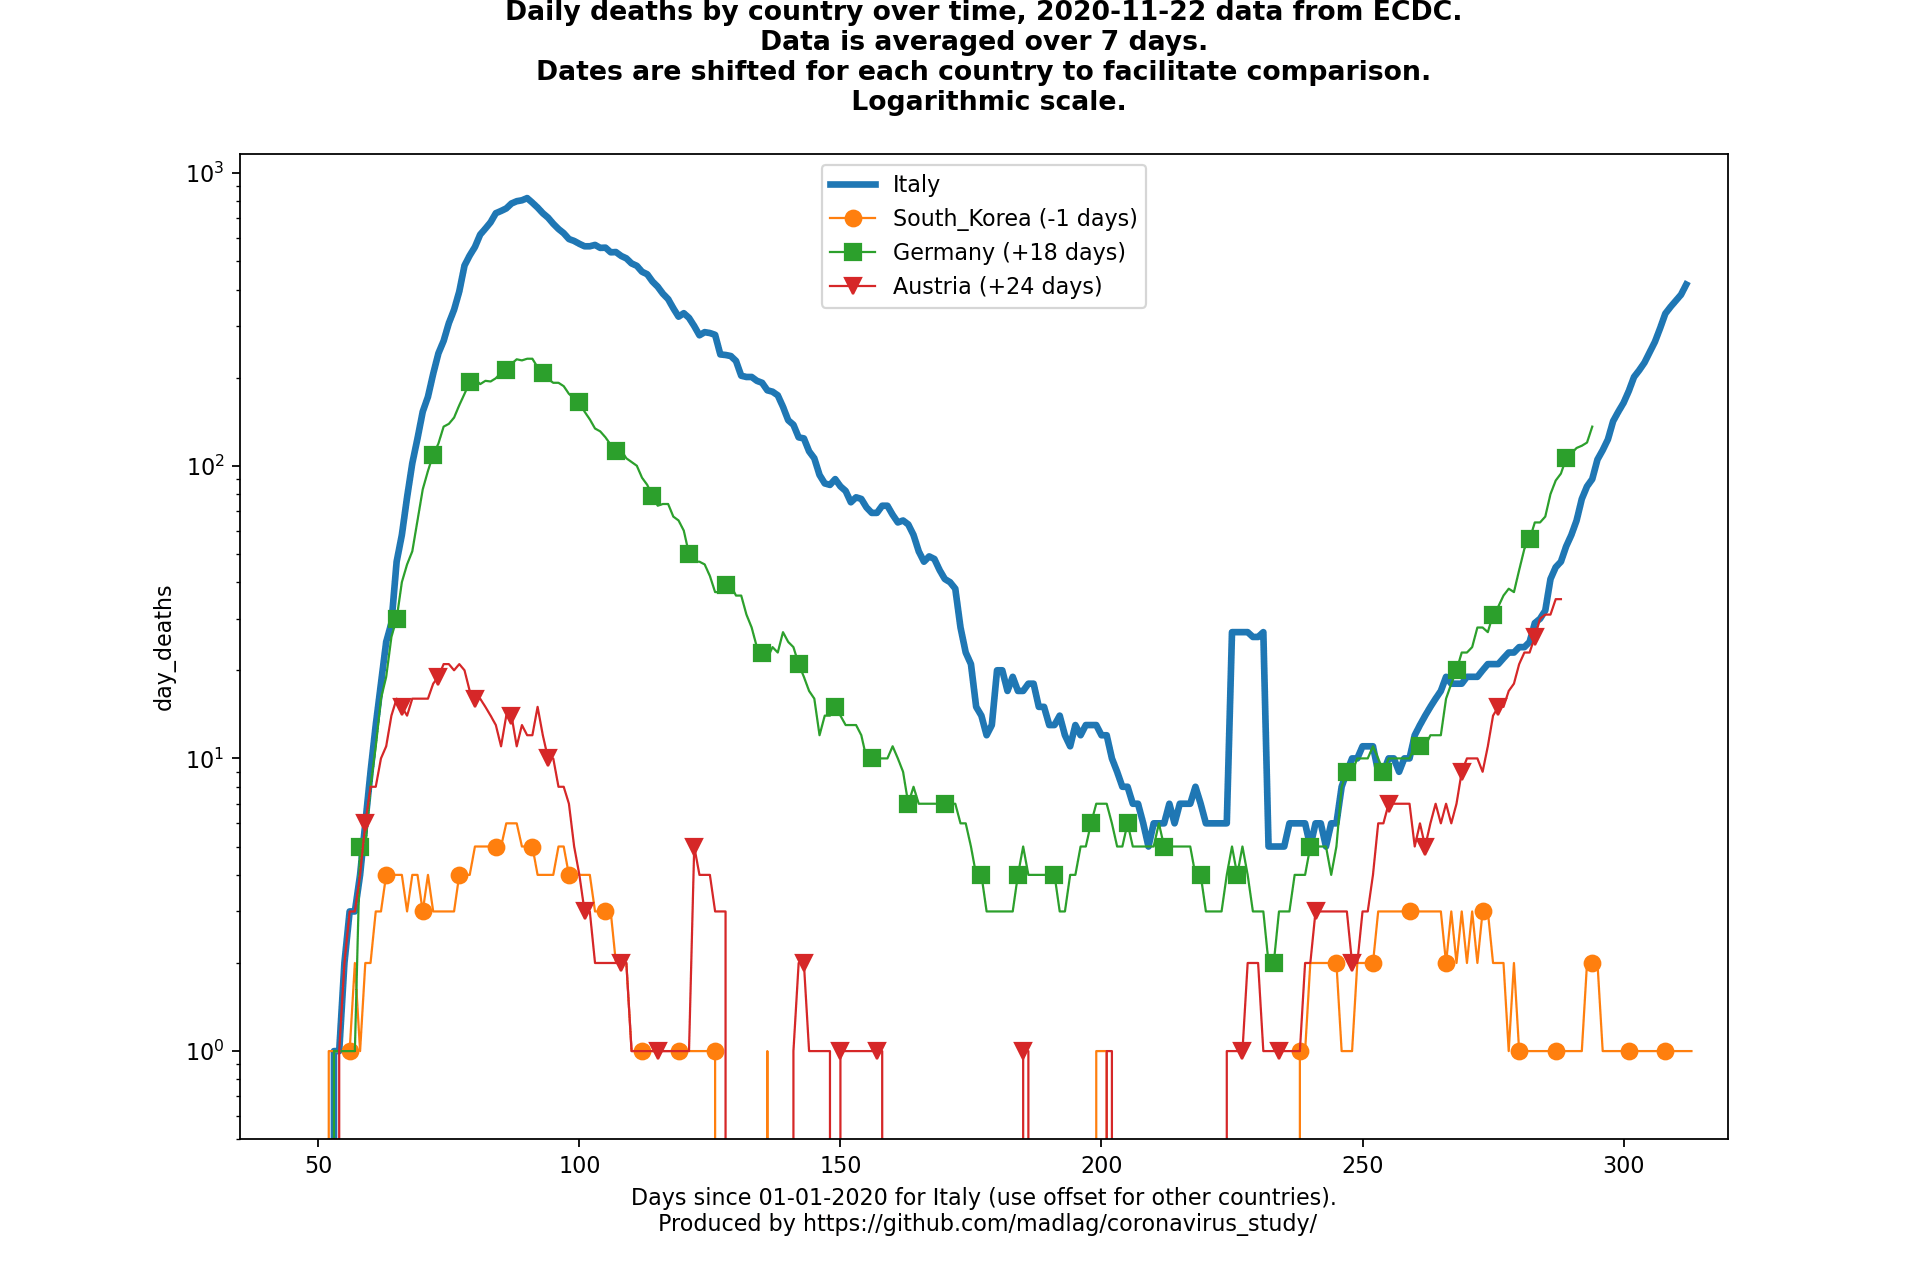 Daily deaths by country over time, 2020-11-22 data from ECDC.
Data is averaged over 7 days.
Dates are shifted for each country to facilitate comparison.
Logarithmic scale.
Italy
South_Korea (-1 days)
Germany (+18 days)
Austria (+24 days)
day_deaths
10³
10²
10¹
10⁰
50 100 150 200 250 300
Days since 01-01-2020 for Italy (use offset for other countries).
Produced by https://github.com/madlag/coronavirus_study/